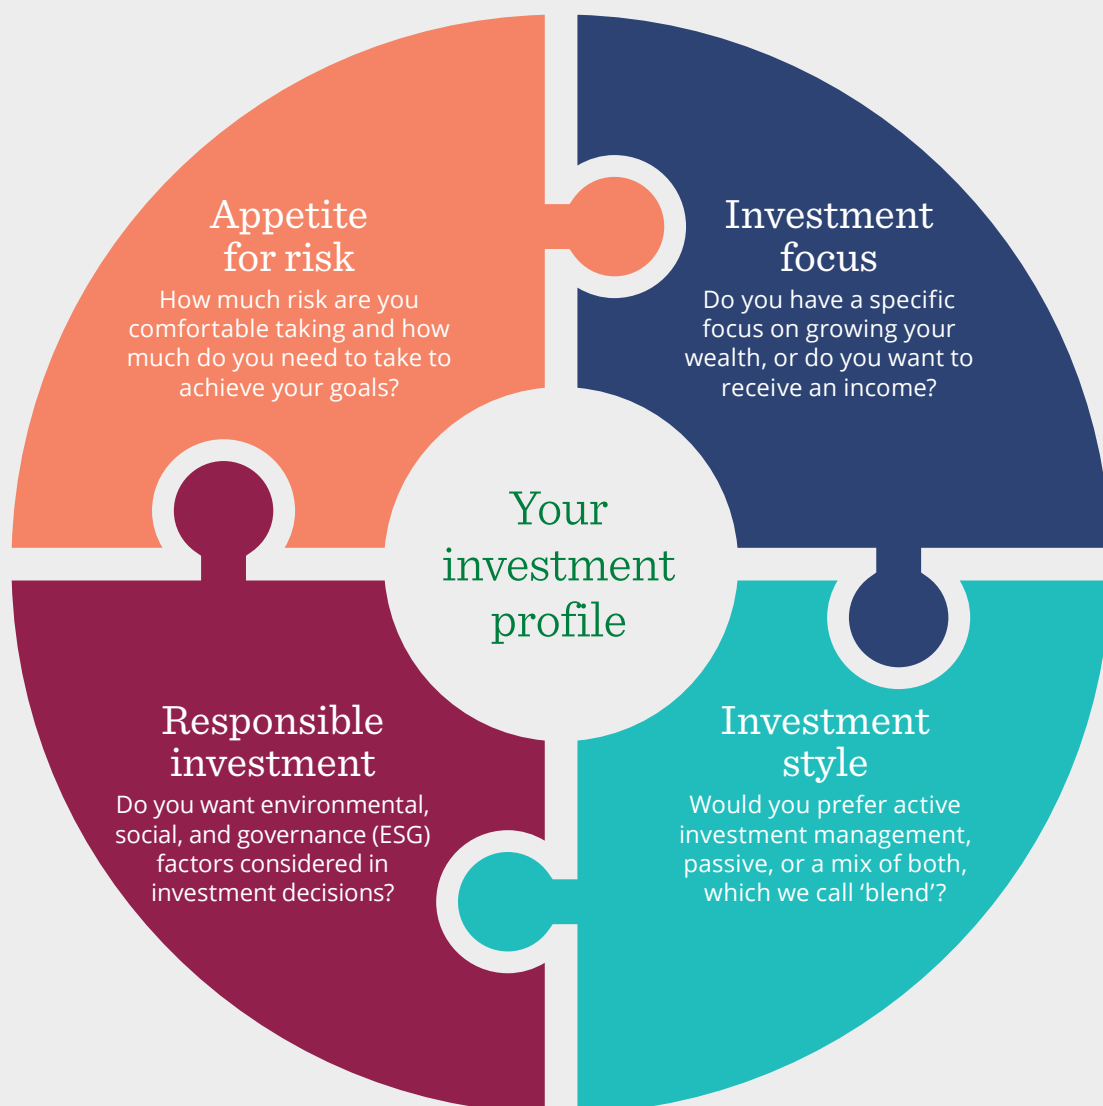 Appetite
for risk
How much risk are you
comfortable taking and how
much do you need to take to
achieve your goals?
Investment
focus
Do you have a specific
focus on growing your
wealth, or do you want to
receive an income?
Your
investment
profile
Responsible
investment
Do you want environmental,
social, and governance (ESG)
factors considered in
investment decisions?
Investment
style
Would you prefer active
investment management,
passive, or a mix of both,
which we call ‘blend’?